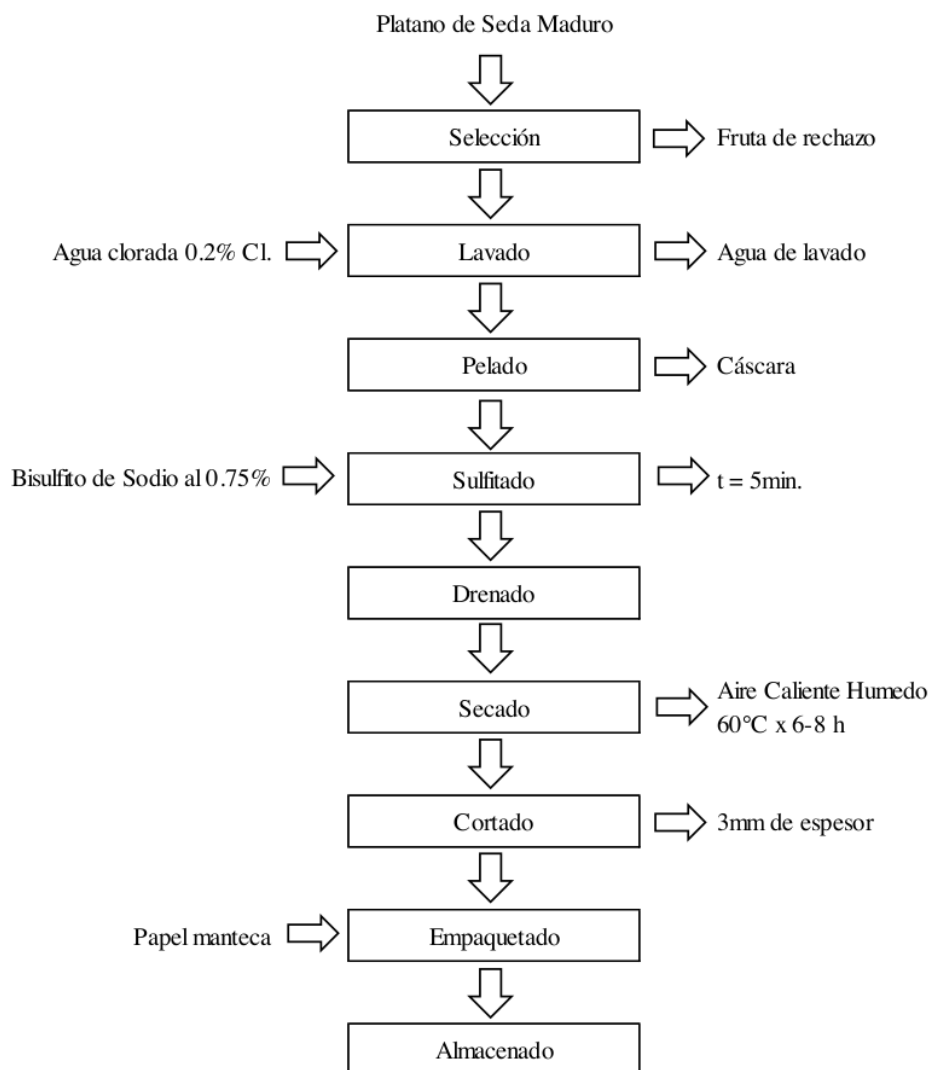 Platano de Seda Maduro
Selección
Fruta de rechazo
Agua clorada 0.2% Cl.
Lavado
Agua de lavado
Pelado
Cáscara
Bisulfito de Sodio al 0.75%
Sulfitado
t = 5min.
Drenado
Secado
Aire Caliente Humedo
60°C x 6-8 h
Cortado
3mm de espesor
Papel manteca
Empaquetado
Almacenado